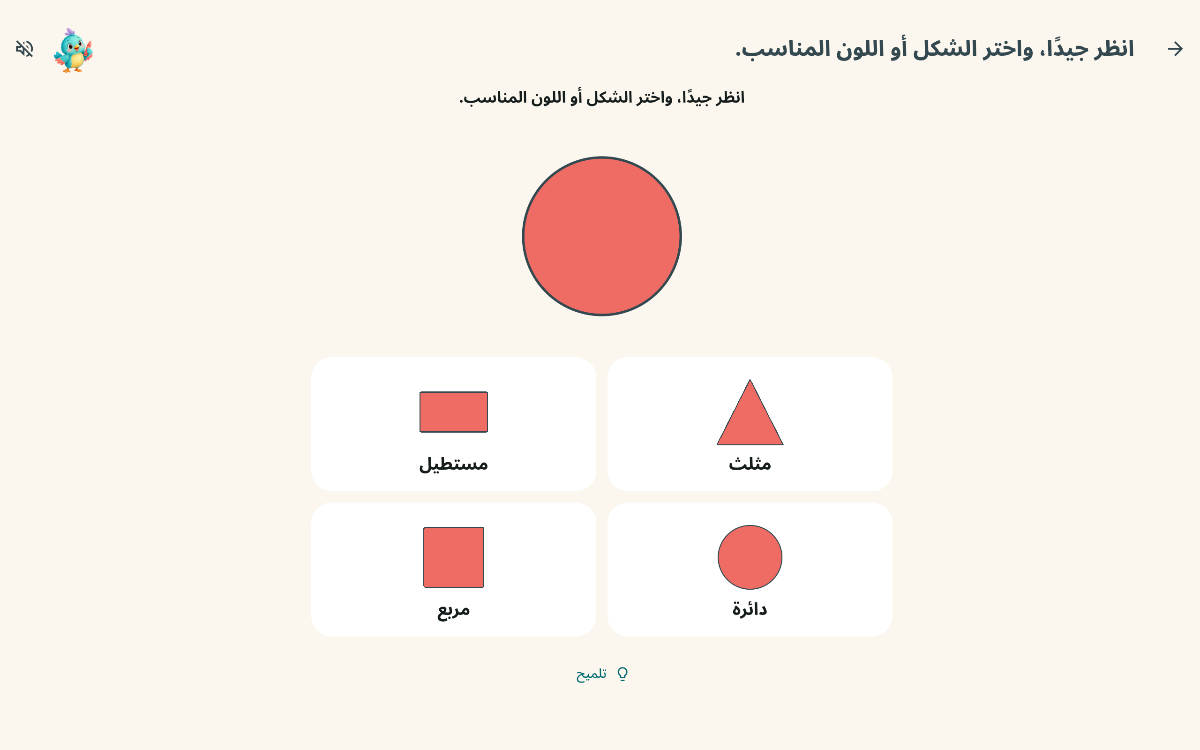 انظر جيدًا، واختر الشكل أو اللون المناسب.
انظر جيدًا، واختر الشكل أو اللون المناسب.
مثلث
مستطيل
دائرة
مربع
تلميح